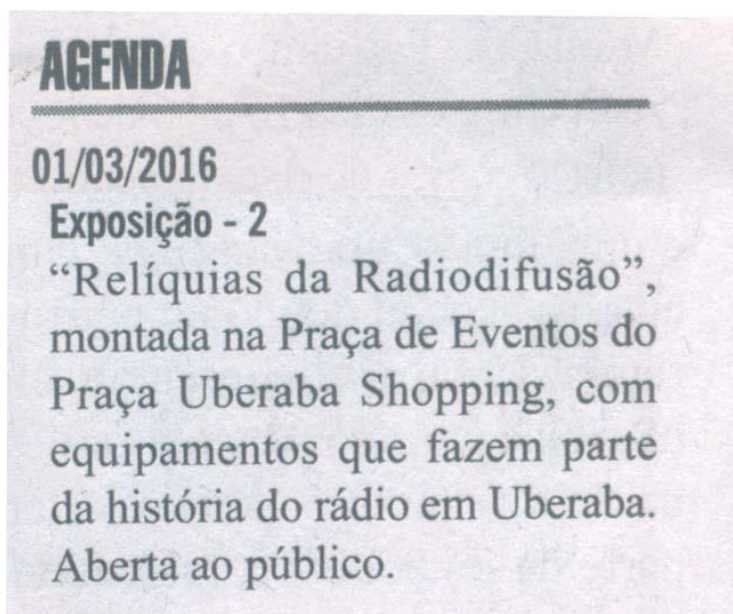 AGENDA
01/03/2016
Exposição - 2
“Relíquias da Radiodifusão”,
montada na Praça de Eventos do
Praça Uberaba Shopping, com
equipamentos que fazem parte
da história do rádio em Uberaba.
Aberta ao público.